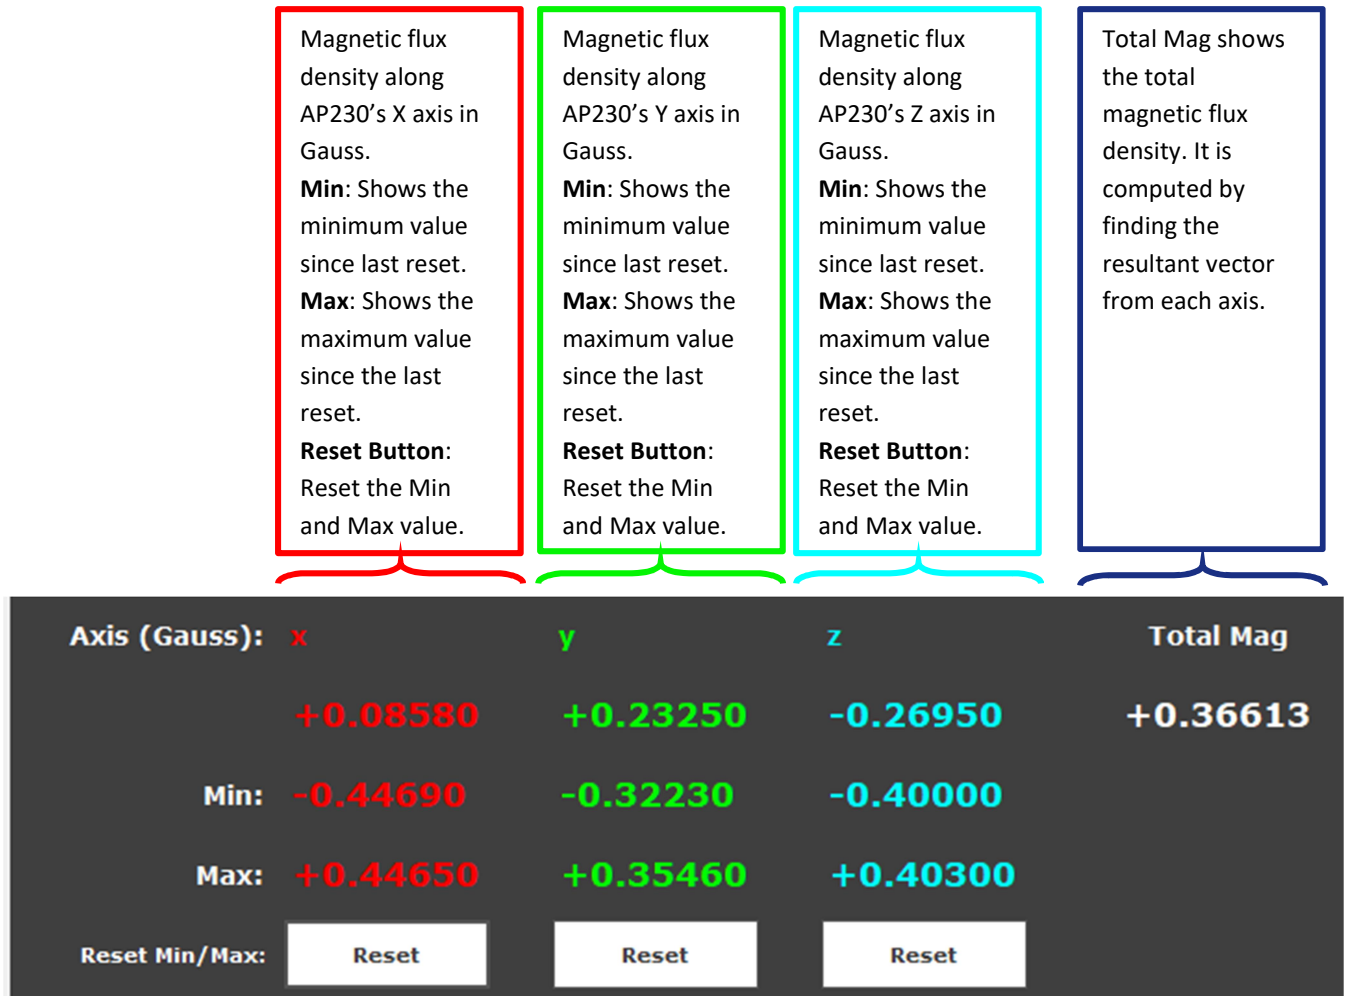 Magnetic flux
density along
AP230’s X axis in
Gauss.
Min: Shows the
minimum value
since last reset.
Max: Shows the
maximum value
since the last
reset.
Reset Button:
Reset the Min
and Max value.
Magnetic flux
density along
AP230’s Y axis in
Gauss.
Min: Shows the
minimum value
since last reset.
Max: Shows the
maximum value
since the last
reset.
Reset Button:
Reset the Min
and Max value.
Magnetic flux
density along
AP230’s Z axis in
Gauss.
Min: Shows the
minimum value
since last reset.
Max: Shows the
maximum value
since the last
reset.
Reset Button:
Reset the Min
and Max value.
Total Mag shows
the total
magnetic flux
density. It is
computed by
finding the
resultant vector
from each axis.
Axis (Gauss): x y z Total Mag
+0.08580 +0.23250 -0.26950 +0.36613
Min: -0.44690 -0.32230 -0.40000
Max: +0.44650 +0.35460 +0.40300
Reset Min/Max: Reset Reset Reset